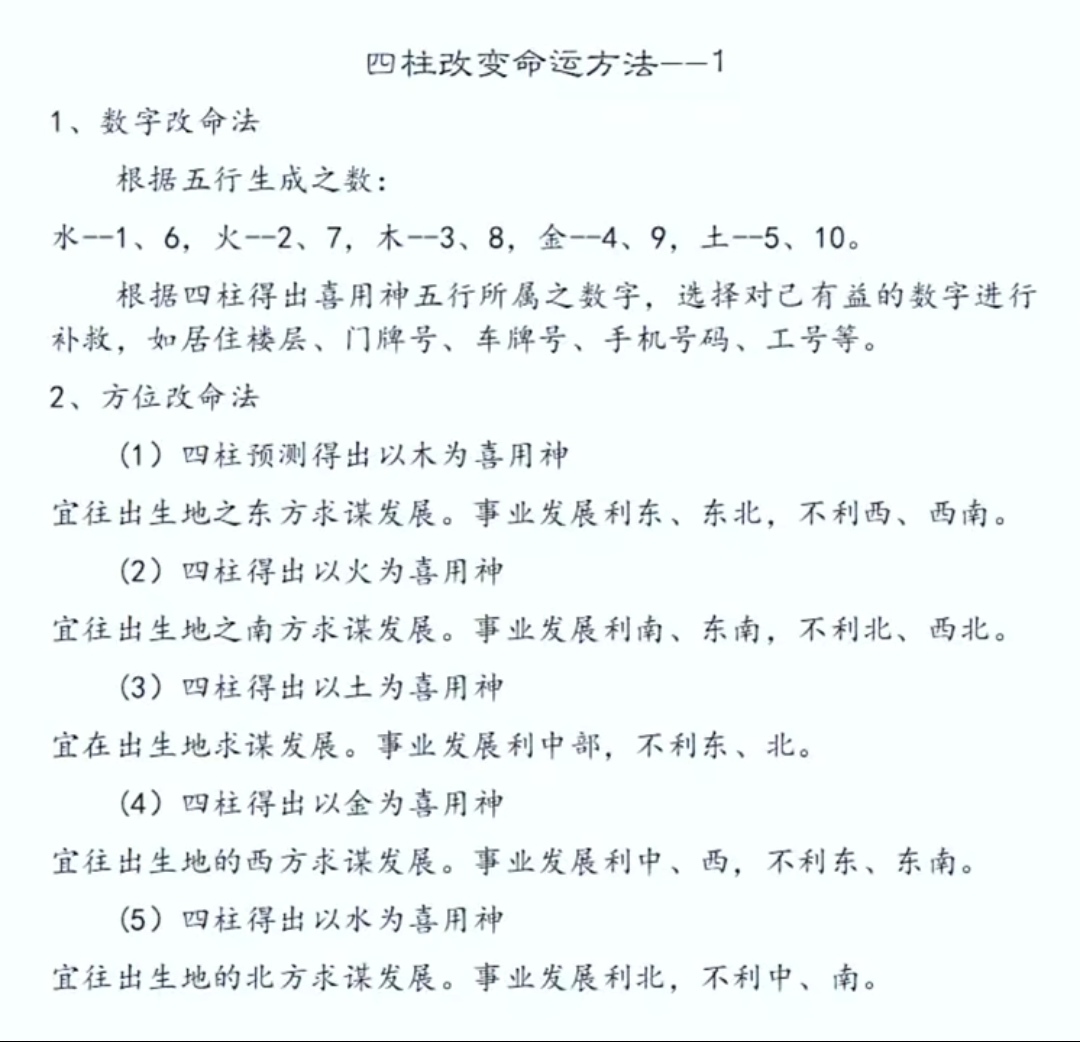 四柱改变命运方法--1
1、数字改命法
根据五行生成之数：
水--1、6，火--2、7，木--3、8，金--4、9，土--5、10。
根据四柱得出喜用神五行所属之数字，选择对己有益的数字进行
补救，如居住楼层、门牌号、车牌号、手机号码、工号等。
2、方位改命法
（1）四柱预测得出以木为喜用神
宜往出生地之东方求谋发展。事业发展利东、东北，不利西、西南。
（2）四柱得出以火为喜用神
宜往出生地之南方求谋发展。事业发展利南、东南，不利北、西北。
（3）四柱得出以土为喜用神
宜在出生地求谋发展。事业发展利中部，不利东、北。
（4）四柱得出以金为喜用神
宜往出生地的西方求谋发展。事业发展利中、西，不利东、东南。
（5）四柱得出以水为喜用神
宜往出生地的北方求谋发展。事业发展利北，不利中、南。